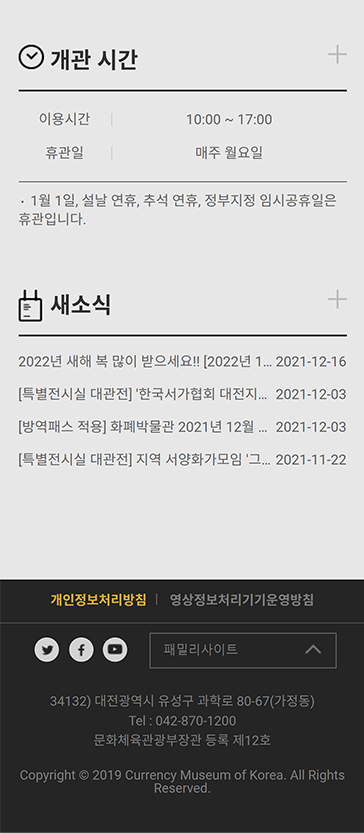 개관 시간
이용시간 10:00 ~ 17:00
휴관일 매주 월요일
· 1월 1일, 설날 연휴, 추석 연휴, 정부지정 임시공휴일은
휴관입니다.
새소식
2022년 새해 복 많이 받으세요!! [2022년 1... 2021-12-16
[특별전시실 대관전] '한국서가협회 대전지... 2021-12-03
[방역패스 적용] 화폐박물관 2021년 12월 ... 2021-12-03
[특별전시실 대관전] 지역 서양화가모임 '그... 2021-11-22
개인정보처리방침 | 영상정보처리기기운영방침
패밀리사이트
34132) 대전광역시 유성구 과학로 80-67(가정동)
Tel : 042-870-1200
문화체육관광부장관 등록 제12호
Copyright © 2019 Currency Museum of Korea. All Rights
Reserved.